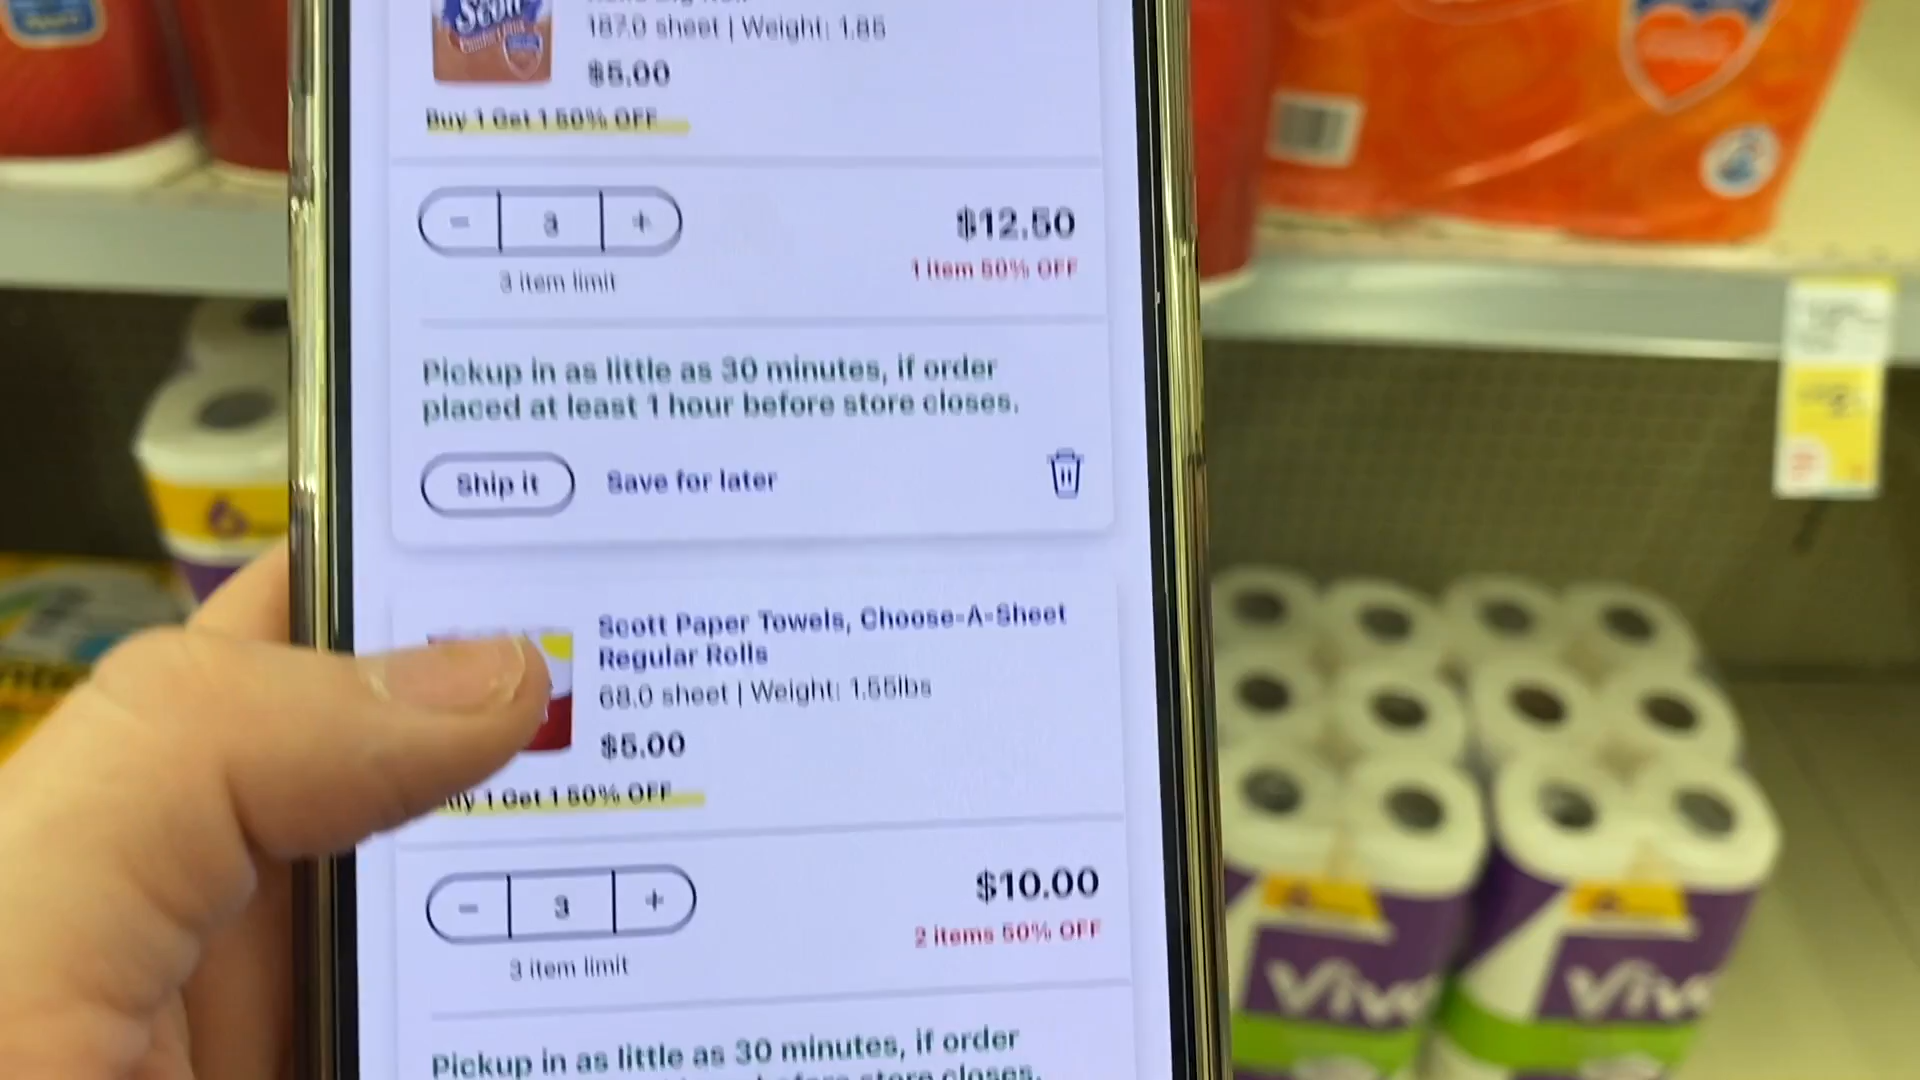 Scott
187.0 sheet | Weight: 1.85
$5.00
Buy 1 Get 1 50% OFF
- 3 +
$12.50
3 item limit
1 item 50% OFF
Pickup in as little as 30 minutes, if order
placed at least 1 hour before store closes.
Ship it
Save for later
Scott Paper Towels, Choose-A-Sheet
Regular Rolls
68.0 sheet | Weight: 1.55lbs
$5.00
1 Get 1 50% OFF
- 3 +
$10.00
2 items 50% OFF
3 item limit
Pickup in as little as 30 minutes, if order
before store closes.